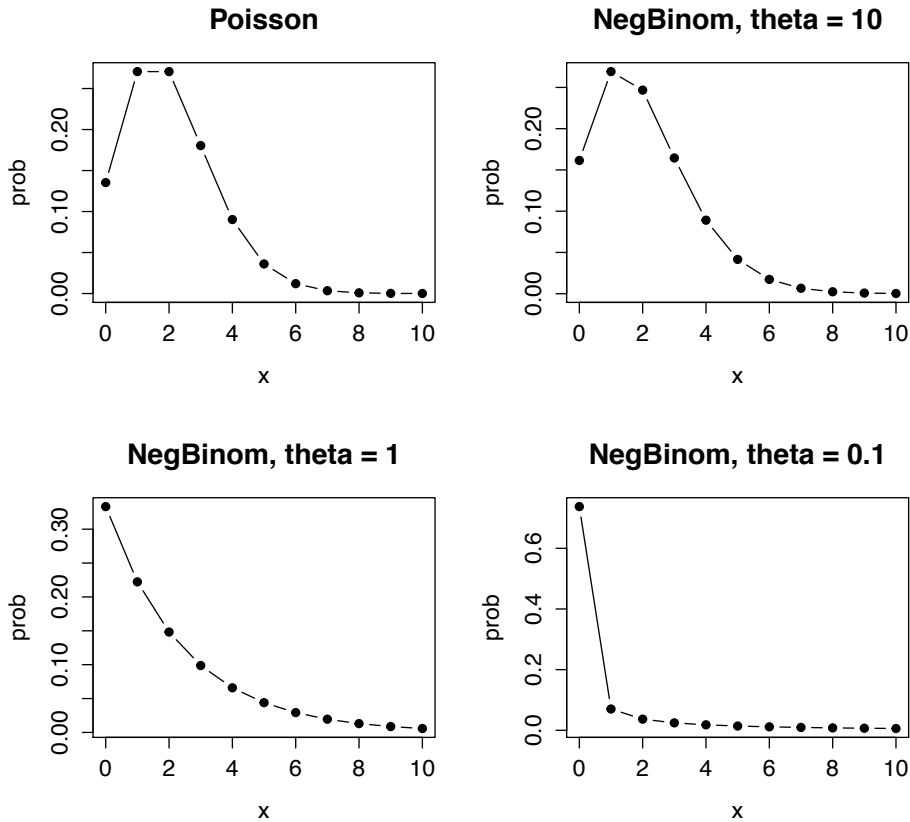 Poisson
prob
0.00 0.10 0.20
0 2 4 6 8 10
x
NegBinom, theta = 10
prob
0.00 0.10 0.20
0 2 4 6 8 10
x
NegBinom, theta = 1
prob
0.00 0.10 0.20 0.30
0 2 4 6 8 10
x
NegBinom, theta = 0.1
prob
0.0 0.2 0.4 0.6
0 2 4 6 8 10
x